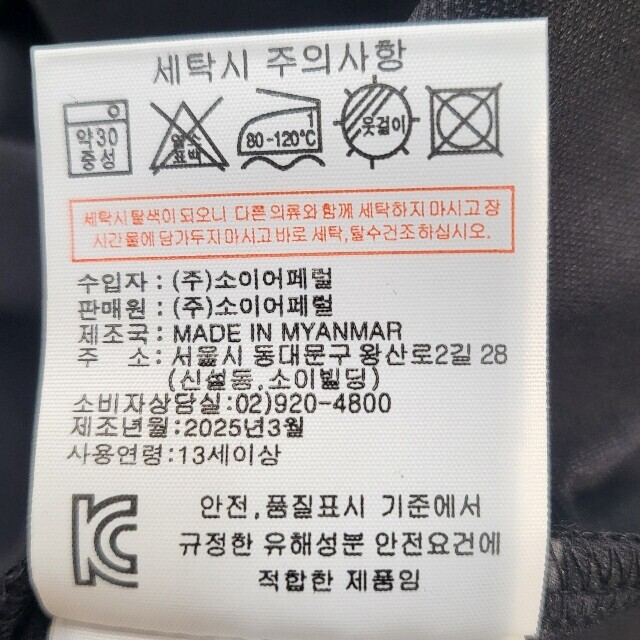 세탁시 주의사항
약30
중성
염소
표백
80-120°C
옷걸이
세탁시 탈색이 되오니 다른 의류와 함께 세탁하지 마시고 장
시간 물에 담가두지 마시고 바로 세탁,탈수건조하십시오.
수입자 : (주)소이어페럴
판매원 : (주)소이어페럴
제조국 : MADE IN MYANMAR
주 소 : 서울시 동대문구 왕산로2길 28
(신설동,소이빌딩)
소비자상담실:02)920-4800
제조년월:2025년3월
사용연령:13세이상
KC
안전,품질표시 기준에서
규정한 유해성분 안전요건에
적합한 제품임